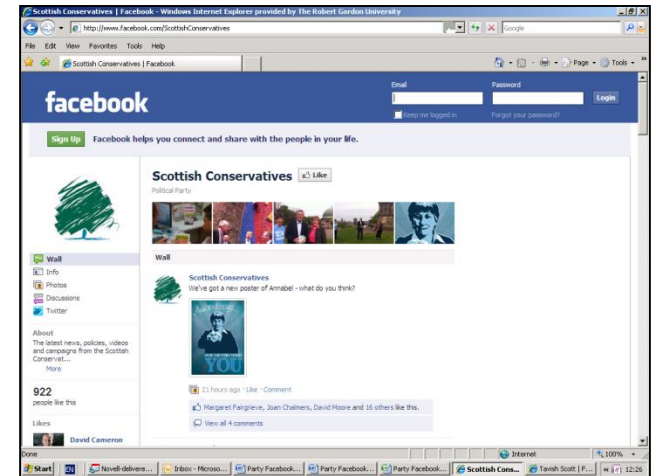 Scottish Conservatives | Facebook - Windows Internet Explorer provided by The Robert Gordon University
http://www.facebook.com/ScottishConservatives
Google
File Edit View Favorites Tools Help
Scottish Conservatives | Facebook
Page Tools
facebook
Email
Password
Login
Keep me logged in
Forgot your password?
Sign Up Facebook helps you connect and share with the people in your life.
Scottish Conservatives Like
Political Party
Wall
Info
Photos
Discussions
Twitter
About
The latest news, policies, videos
and campaigns from the Scottish
Conservat...
More
922
people like this
Likes
David Cameron
Wall
Scottish Conservatives
We've got a new poster of Annabel - what do you think?
YOU
21 hours ago · Like · Comment
Margaret Fairgrieve, Joan Chalmers, David Moore and 16 others like this.
View all 4 comments
Done
Internet
100%
Start
EN
Novell-delivere...
Inbox - Microso...
Party Facebook...
Party Facebook...
Party Facebook...
Scottish Cons...
Tavish Scott | F...
12:26